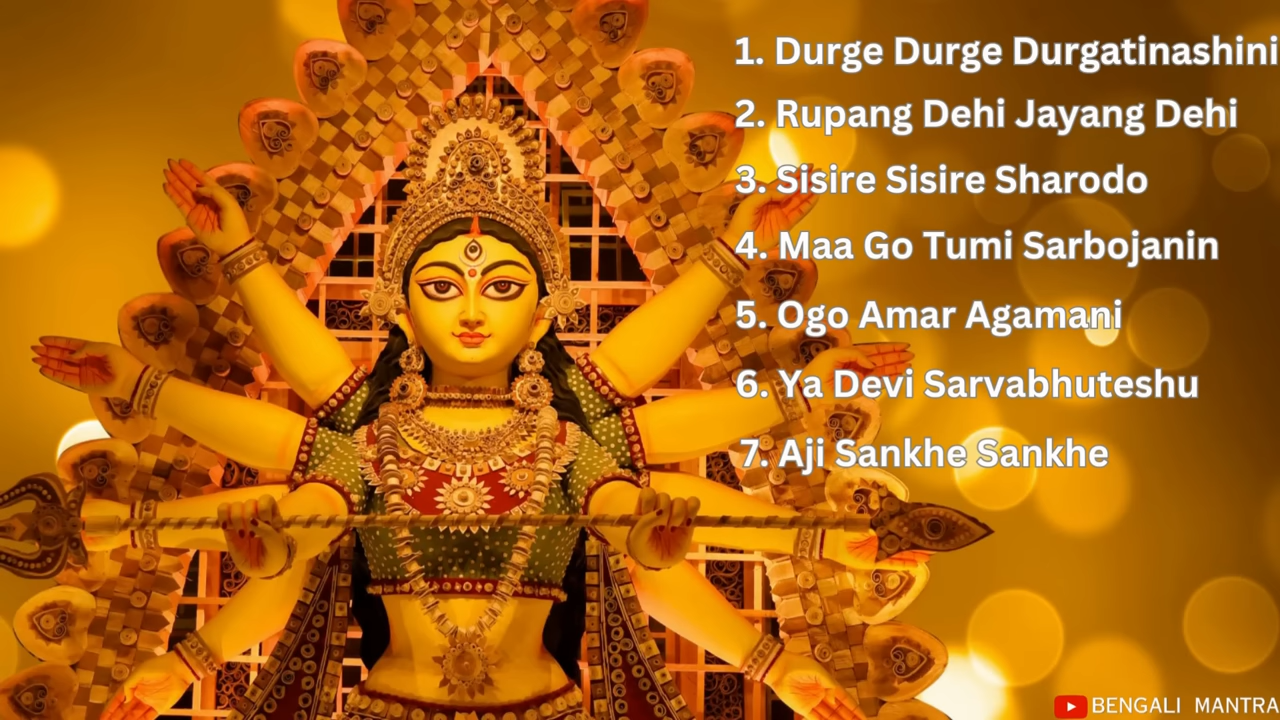 1. Durge Durge Durgatinashini
2. Rupang Dehi Jayang Dehi
3. Sisire Sisire Sharodo
4. Maa Go Tumi Sarbojanin
5. Ogo Amar Agamani
6. Ya Devi Sarvabhuteshu
7. Aji Sankhe Sankhe
BENGALI MANTRA